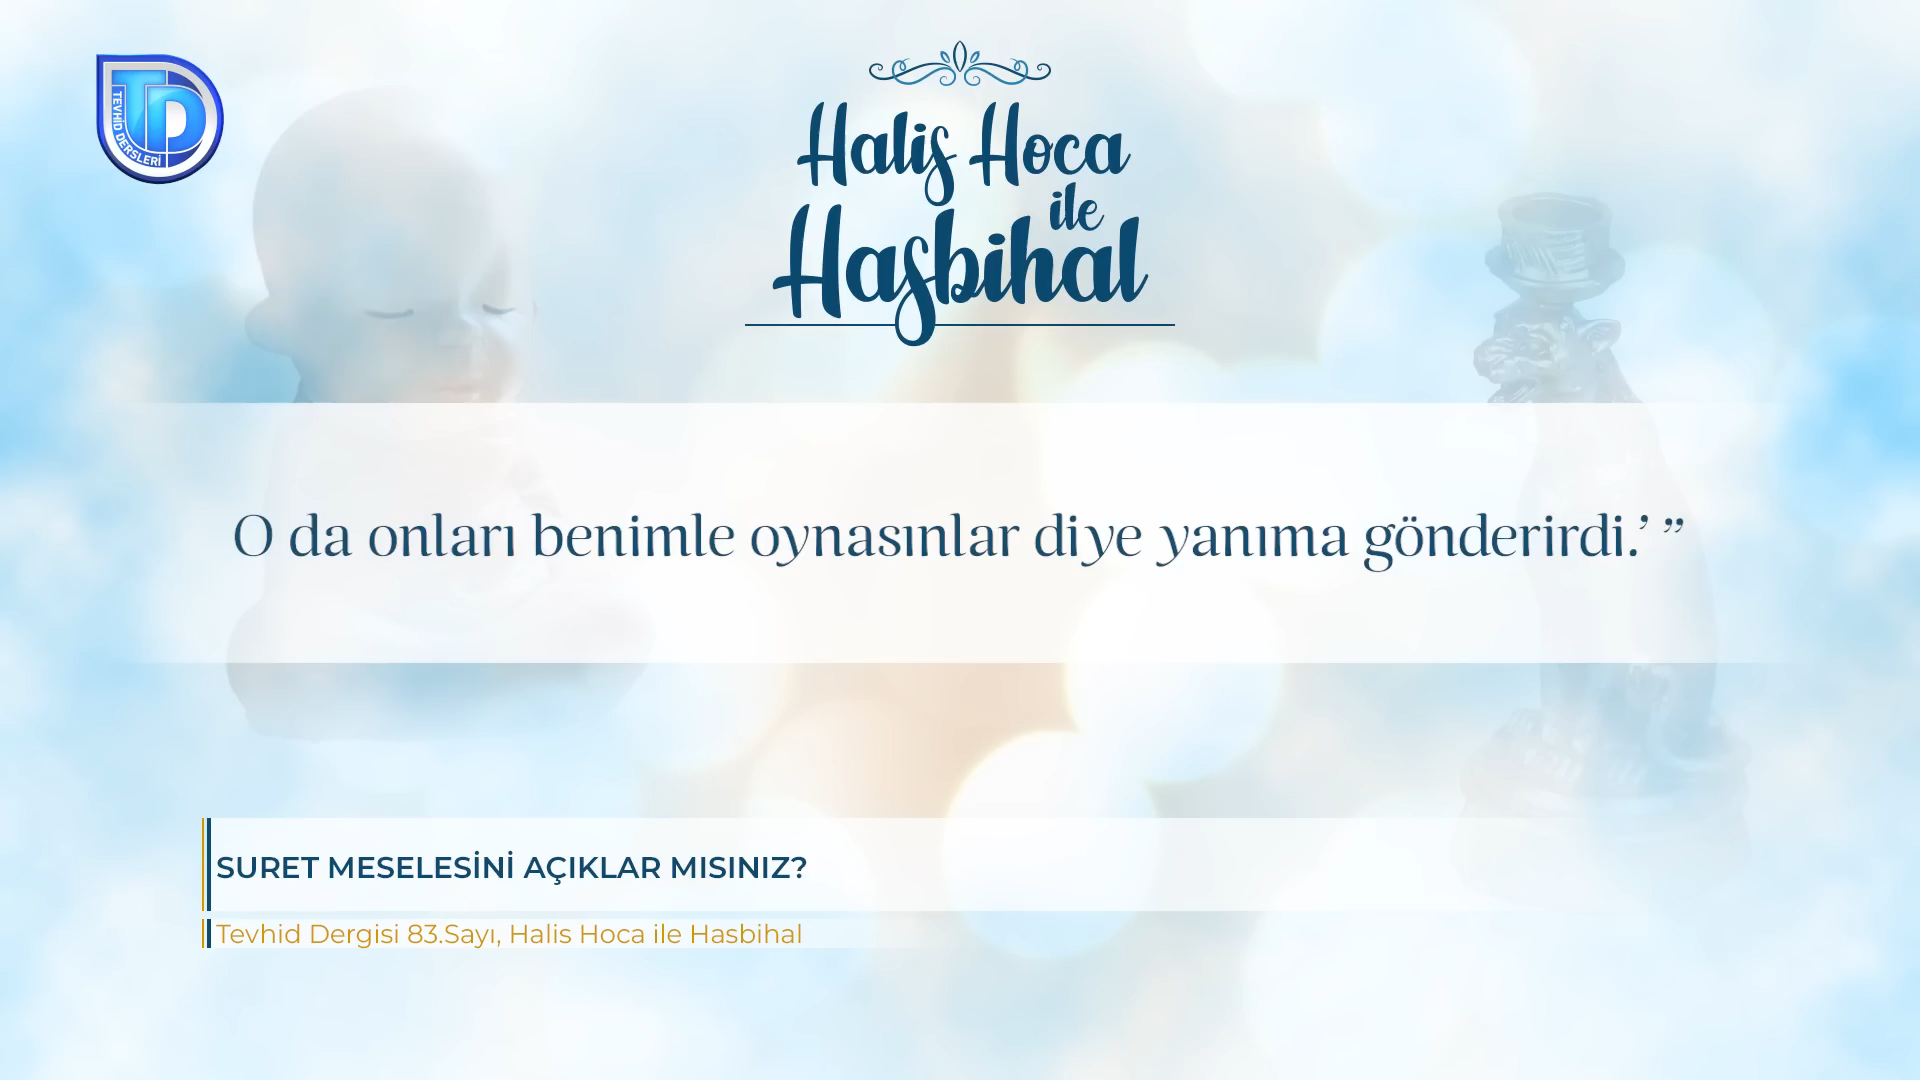 TD
TEVHİD DERSLERİ
Halis Hoca
ile
Hasbihal
O da onları benimle oynasınlar diye yanıma gönderirdi.’ ”
SURET MESELESİNİ AÇIKLAR MISINIZ?
Tevhid Dergisi 83.Sayı, Halis Hoca ile Hasbihal